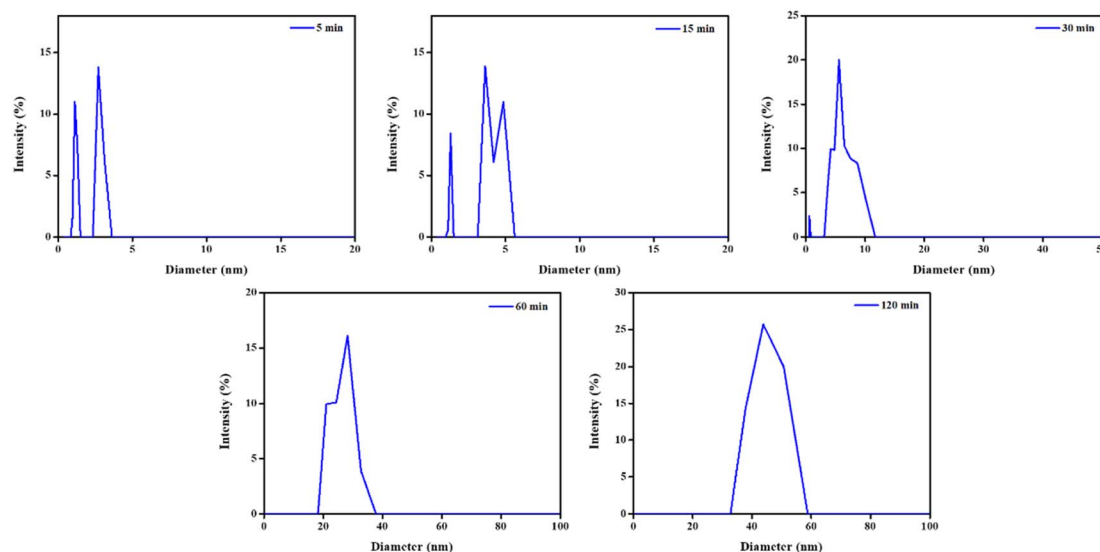 5 min
15
10
5
0
0 5 10 15 20
Intensity (%)
Diameter (nm)
15 min
15
10
5
0
0 5 10 15 20
Intensity (%)
Diameter (nm)
30 min
25
20
15
10
5
0
0 10 20 30 40 50
Intensity (%)
Diameter (nm)
60 min
20
15
10
5
0
0 20 40 60 80 100
Intensity (%)
Diameter (nm)
120 min
30
25
20
15
10
5
0
0 20 40 60 80 100
Intensity (%)
Diameter (nm)